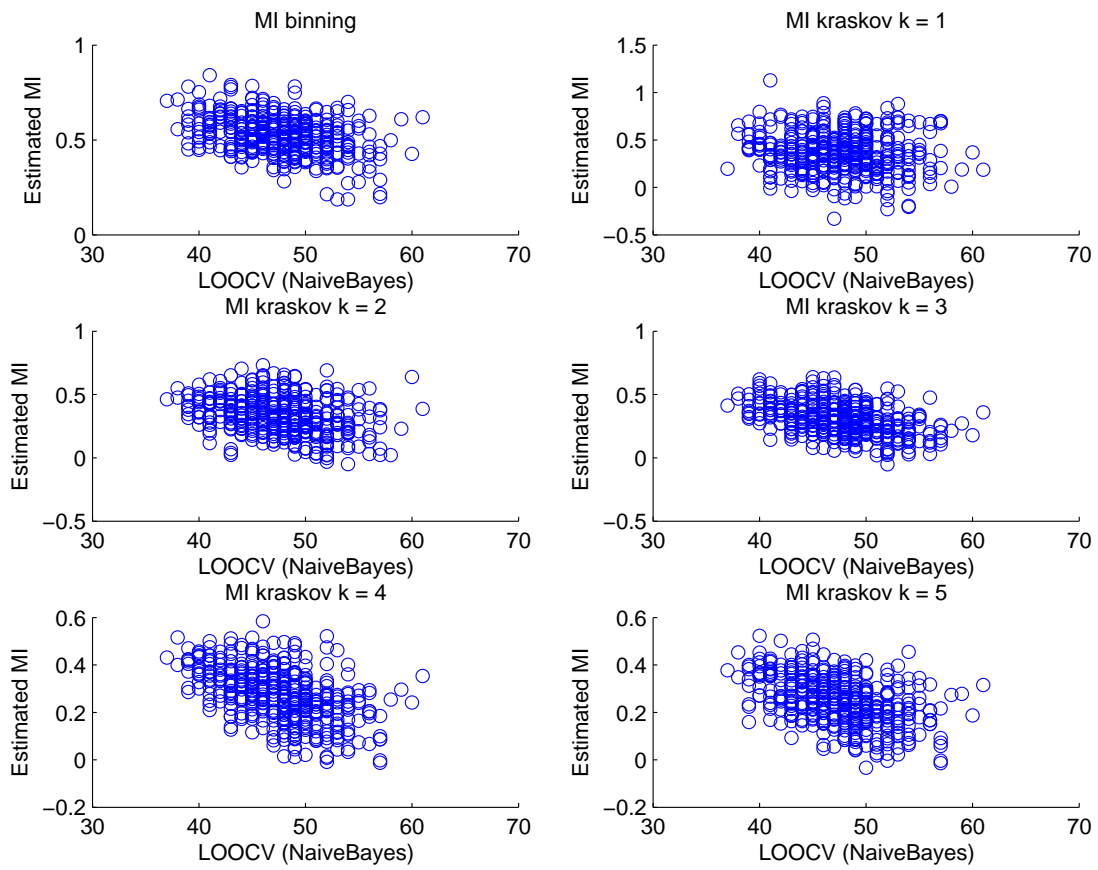 MI binning
1
0.5
0
Estimated MI
30 40 50 60 70
LOOCV (NaiveBayes)
MI kraskov k = 1
1.5
1
0.5
0
−0.5
Estimated MI
30 40 50 60 70
LOOCV (NaiveBayes)
MI kraskov k = 2
1
0.5
0
−0.5
Estimated MI
30 40 50 60 70
LOOCV (NaiveBayes)
MI kraskov k = 3
1
0.5
0
−0.5
Estimated MI
30 40 50 60 70
LOOCV (NaiveBayes)
MI kraskov k = 4
0.6
0.4
0.2
0
−0.2
Estimated MI
30 40 50 60 70
LOOCV (NaiveBayes)
MI kraskov k = 5
0.6
0.4
0.2
0
−0.2
Estimated MI
30 40 50 60 70
LOOCV (NaiveBayes)